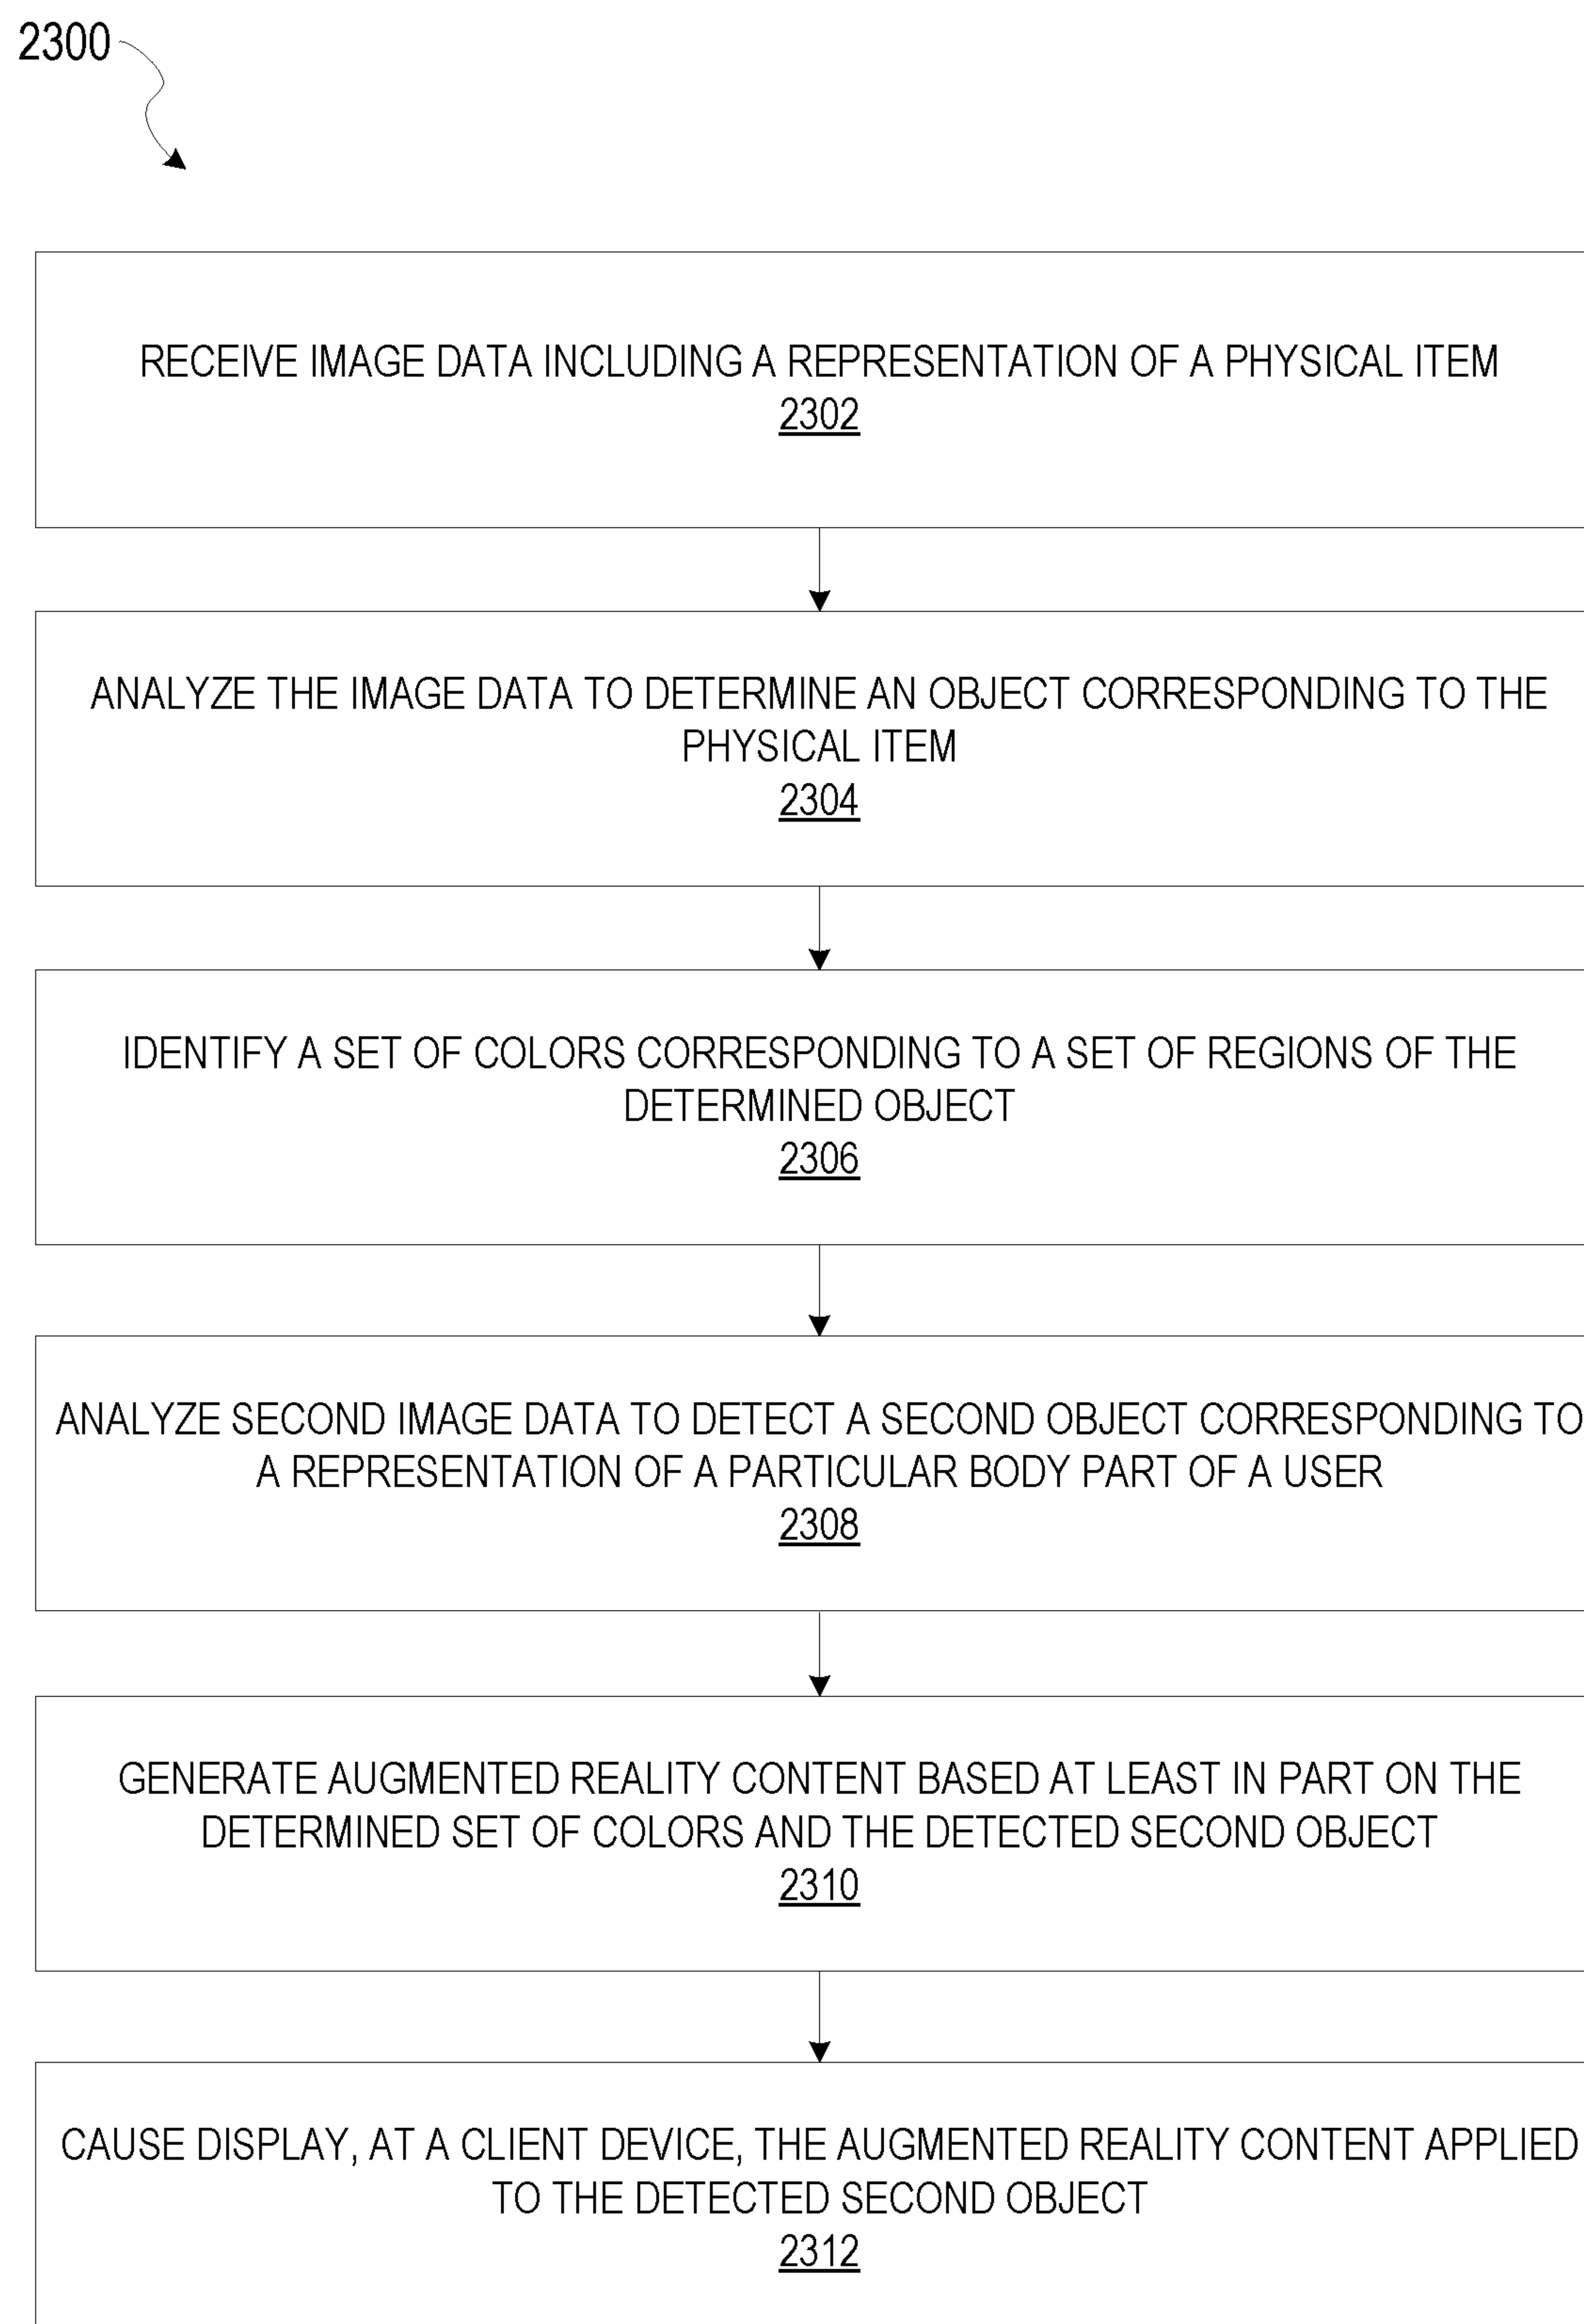 2300
RECEIVE IMAGE DATA INCLUDING A REPRESENTATION OF A PHYSICAL ITEM
2302
ANALYZE THE IMAGE DATA TO DETERMINE AN OBJECT CORRESPONDING TO THE
PHYSICAL ITEM
2304
IDENTIFY A SET OF COLORS CORRESPONDING TO A SET OF REGIONS OF THE
DETERMINED OBJECT
2306
ANALYZE SECOND IMAGE DATA TO DETECT A SECOND OBJECT CORRESPONDING TO
A REPRESENTATION OF A PARTICULAR BODY PART OF A USER
2308
GENERATE AUGMENTED REALITY CONTENT BASED AT LEAST IN PART ON THE
DETERMINED SET OF COLORS AND THE DETECTED SECOND OBJECT
2310
CAUSE DISPLAY, AT A CLIENT DEVICE, THE AUGMENTED REALITY CONTENT APPLIED
TO THE DETECTED SECOND OBJECT
2312